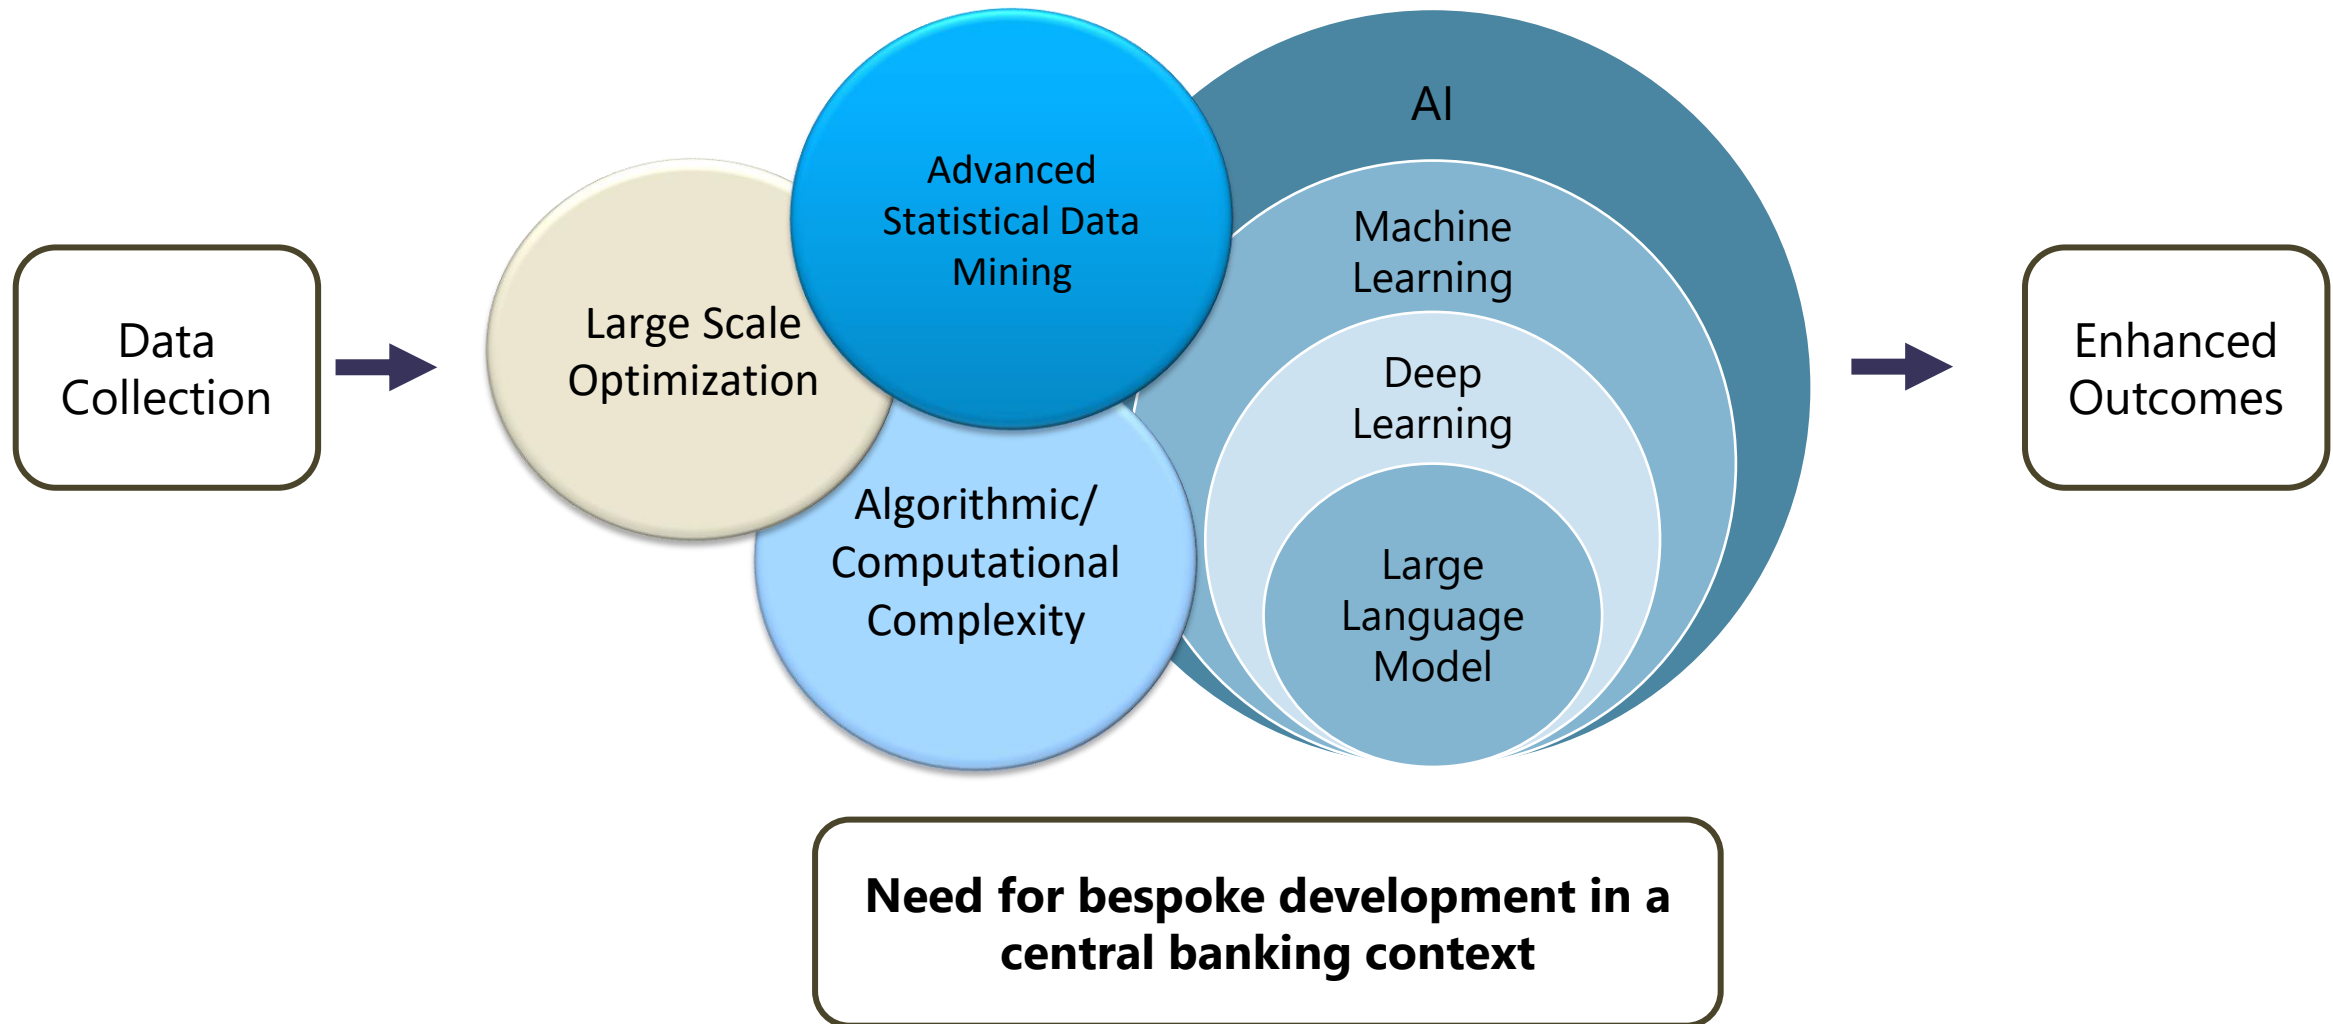 Data
Collection
Large Scale
Optimization
Advanced
Statistical Data
Mining
Algorithmic/
Computational
Complexity
AI
Machine
Learning
Deep
Learning
Large
Language
Model
Enhanced
Outcomes
Need for bespoke development in a
central banking context